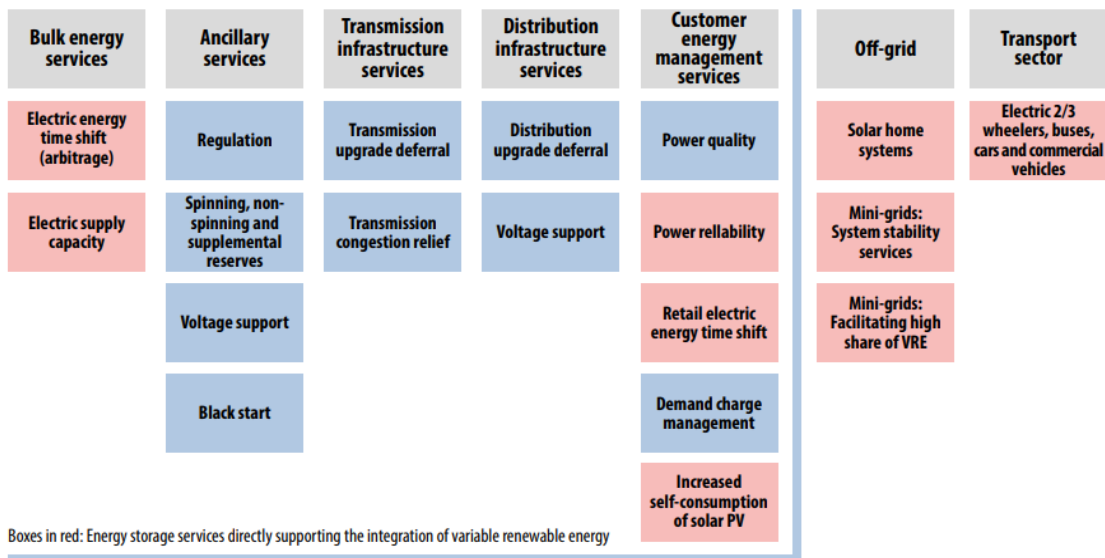 Bulk energy
services
Ancillary
services
Transmission
infrastructure
services
Distribution
infrastructure
services
Customer
energy
management
services
Off-grid
Transport
sector
Electric energy
time shift
(arbitrage)
Regulation
Transmission
upgrade deferral
Distribution
upgrade deferral
Power quality
Solar home
systems
Electric 2/3
wheelers, buses,
cars and commercial
vehicles
Electric supply
capacity
Spinning, non-
spinning and
supplemental
reserves
Transmission
congestion relief
Voltage support
Power rellability
Mini-grids:
System stability
services
Voltage support
Retail electric
energy time shift
Mini-grids:
Facilitating high
share of VRE
Black start
Demand charge
management
Increased
self-consumption
of solar PV
Boxes in red: Energy storage services directly supporting the integration of variable renewable energy